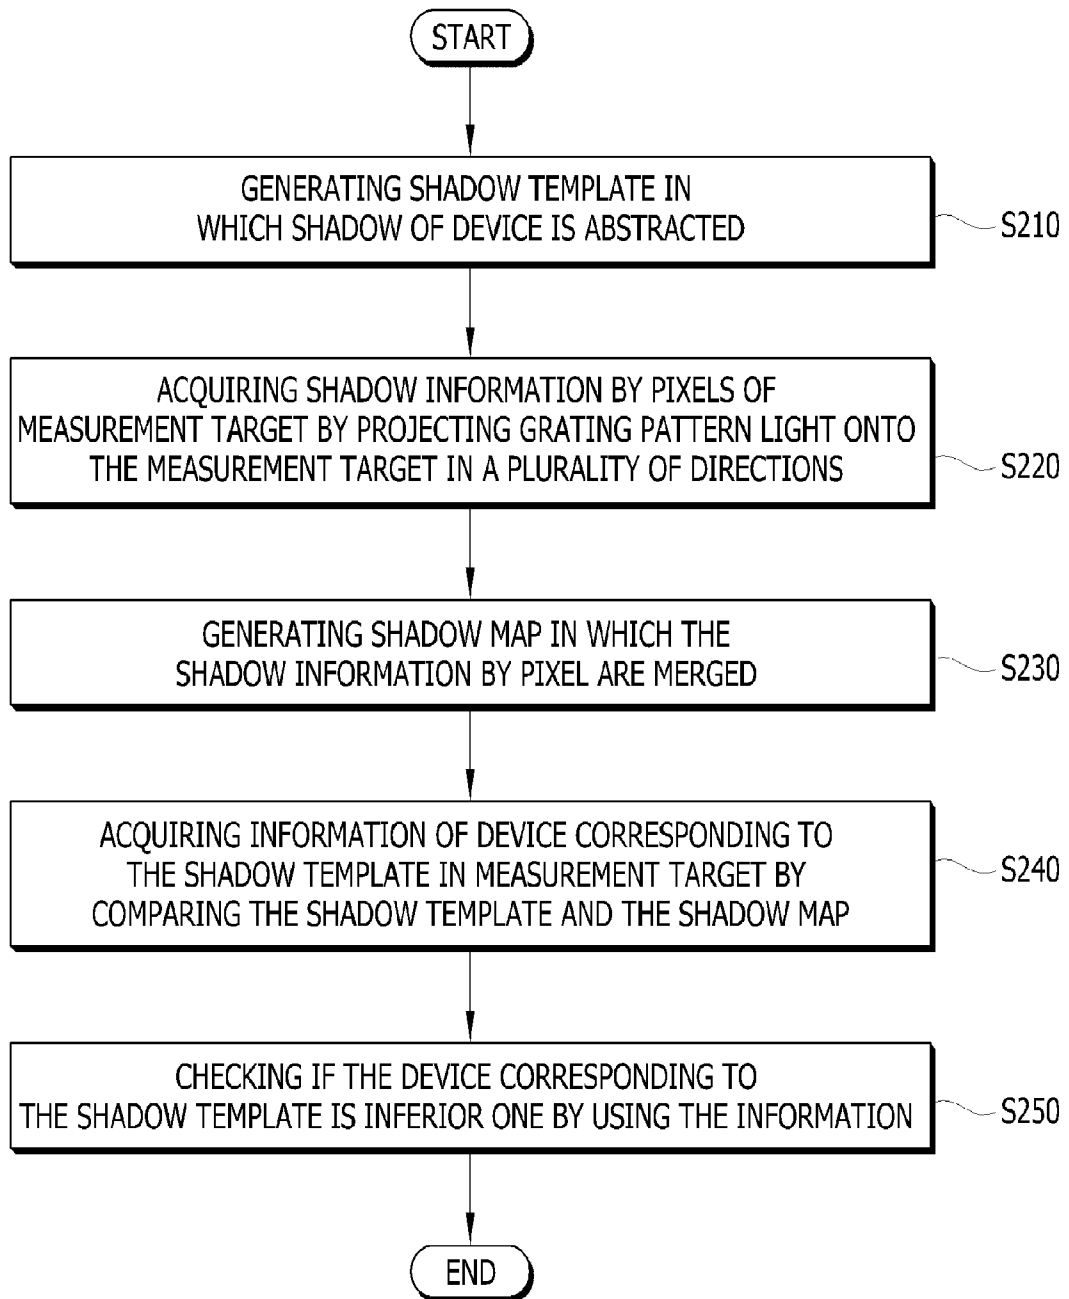 START
GENERATING SHADOW TEMPLATE IN
WHICH SHADOW OF DEVICE IS ABSTRACTED
S210
ACQUIRING SHADOW INFORMATION BY PIXELS OF
MEASUREMENT TARGET BY PROJECTING GRATING PATTERN LIGHT ONTO
THE MEASUREMENT TARGET IN A PLURALITY OF DIRECTIONS
S220
GENERATING SHADOW MAP IN WHICH THE
SHADOW INFORMATION BY PIXEL ARE MERGED
S230
ACQUIRING INFORMATION OF DEVICE CORRESPONDING TO
THE SHADOW TEMPLATE IN MEASUREMENT TARGET BY
COMPARING THE SHADOW TEMPLATE AND THE SHADOW MAP
S240
CHECKING IF THE DEVICE CORRESPONDING TO
THE SHADOW TEMPLATE IS INFERIOR ONE BY USING THE INFORMATION
S250
END